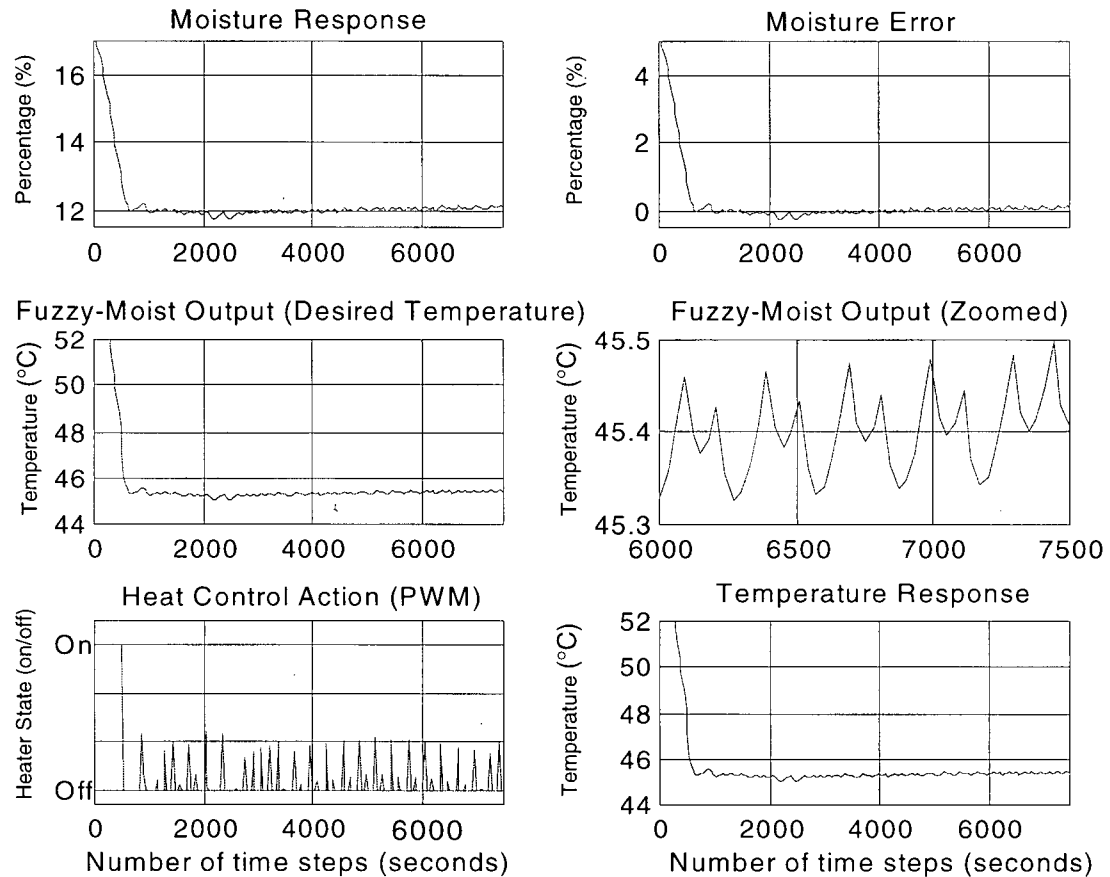 Moisture Response
Percentage (%)
16
14
12
0
2000
4000
6000
Moisture Error
Percentage (%)
4
2
0
0
2000
4000
6000
Fuzzy-Moist Output (Desired Temperature)
Temperature (°C)
52
50
48
46
44
0
2000
4000
6000
Fuzzy-Moist Output (Zoomed)
Temperature (°C)
45.5
45.4
45.3
6000
6500
7000
7500
Heat Control Action (PWM)
Heater State (on/off)
On
Off
0
2000
4000
6000
Number of time steps (seconds)
Temperature Response
Temperature (°C)
52
50
48
46
44
0
2000
4000
6000
Number of time steps (seconds)